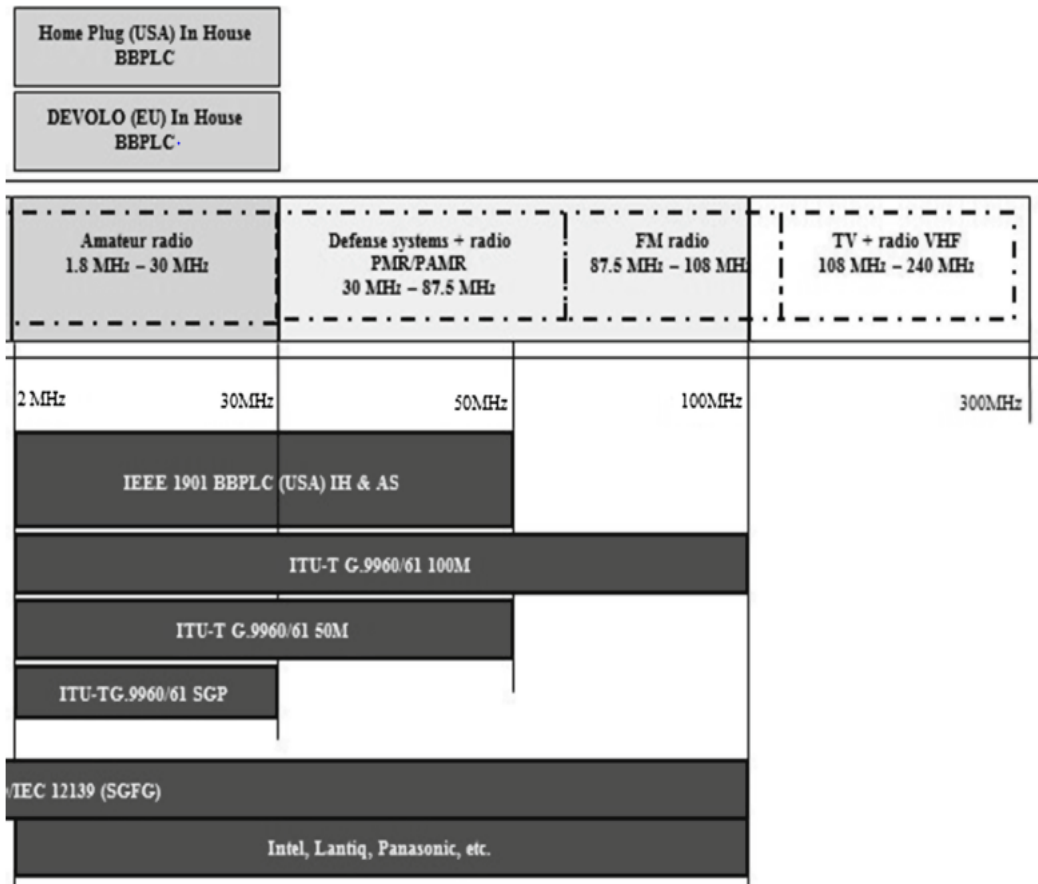 Home Plug (USA) In House
BBPLC
DEVOLO (EU) In House
BBPLC
Amateur radio
1.8 MHz – 30 MHz
Defense systems + radio
PMR/PAMR
30 MHz – 87.5 MHz
FM radio
87.5 MHz – 108 MHz
TV + radio VHF
108 MHz – 240 MHz
2 MHz
30MHz
50MHz
100MHz
300MHz
IEEE 1901 BBPLC (USA) IH & AS
ITU-T G.9960/61 100M
ITU-T G.9960/61 50M
ITU-TG.9960/61 SGP
/IEC 12139 (SGFG)
Intel, Lantiq, Panasonic, etc.